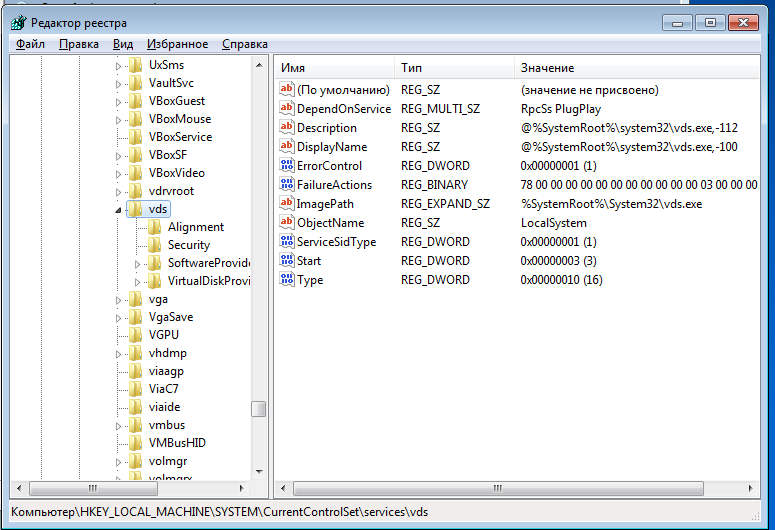 Редактор реестра
Файл Правка Вид Избранное Справка
UxSms
VaultSvc
VBoxGuest
VBoxMouse
VBoxService
VBoxSF
VBoxVideo
vdrvroot
vds
Alignment
Security
SoftwareProvide
VirtualDiskProvi
vga
VgaSave
VGPU
vhdmp
viaagp
ViaC7
viaide
vmbus
VMBusHID
volmgr
volmgrx
Имя Тип Значение
(По умолчанию) REG_SZ (значение не присвоено)
DependOnService REG_MULTI_SZ RpcSs PlugPlay
Description REG_SZ @%SystemRoot%\system32\vds.exe,-112
DisplayName REG_SZ @%SystemRoot%\system32\vds.exe,-100
ErrorControl REG_DWORD 0x00000001 (1)
FailureActions REG_BINARY 78 00 00 00 00 00 00 00 00 00 00 00 03 00 00 00
ImagePath REG_EXPAND_SZ %SystemRoot%\System32\vds.exe
ObjectName REG_SZ LocalSystem
ServiceSidType REG_DWORD 0x00000001 (1)
Start REG_DWORD 0x00000003 (3)
Type REG_DWORD 0x00000010 (16)
Компьютер\HKEY_LOCAL_MACHINE\SYSTEM\CurrentControlSet\services\vds